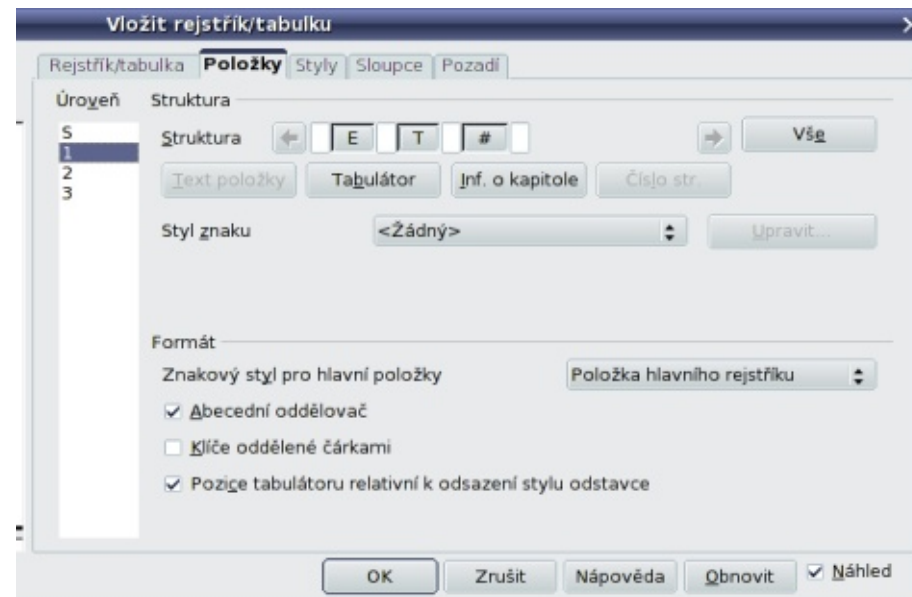 Vložit rejstřík/tabulku
Rejstřík/tabulka Položky Styly Sloupce Pozadí
Úroveň Struktura
S
1
2
3
Struktura E T # Vše
Text položky Tabulátor Inf. o kapitole Číslo str.
Styl znaku <Žádný> Upravit...
Formát
Znakový styl pro hlavní položky Položka hlavního rejstříku
Abecední oddělovač
Klíče oddělené čárkami
Pozice tabulátoru relativní k odsazení stylu odstavce
OK Zrušit Nápověda Obnovit Náhled